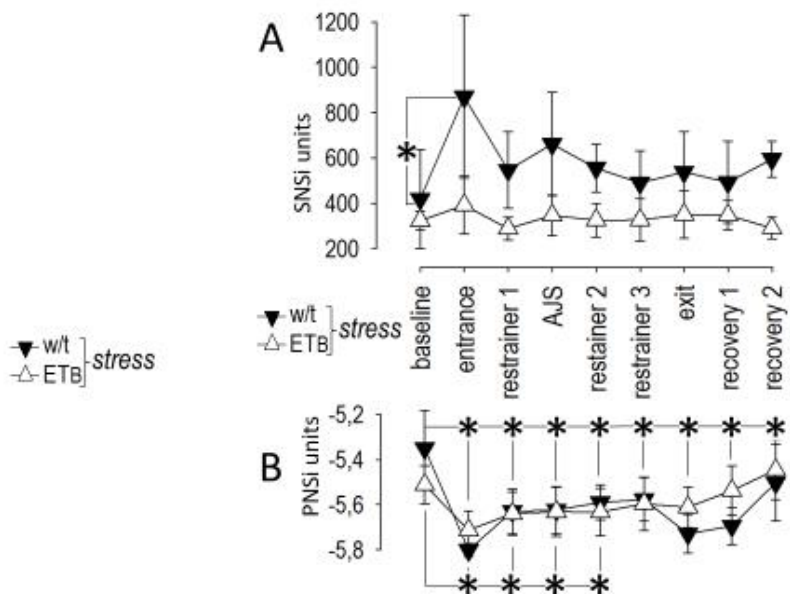 A
SNSi units
1200
1000
800
600
400
200
*
w/t
ETB
stress
w/t
ETB
stress
baseline
entrance
restrainer 1
AJS
restainer 2
restrainer 3
exit
recovery 1
recovery 2
B
PNSi units
-5,2
-5,4
-5,6
-5,8
* * * * * * * *
* * * *